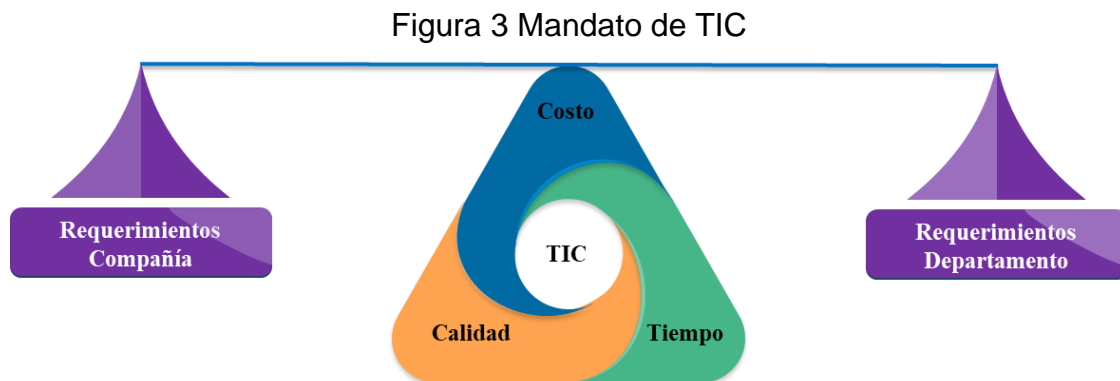 Figura 3 Mandato de TIC
Costo
Requerimientos
Compañía
TIC
Requerimientos
Departamento
Calidad
Tiempo